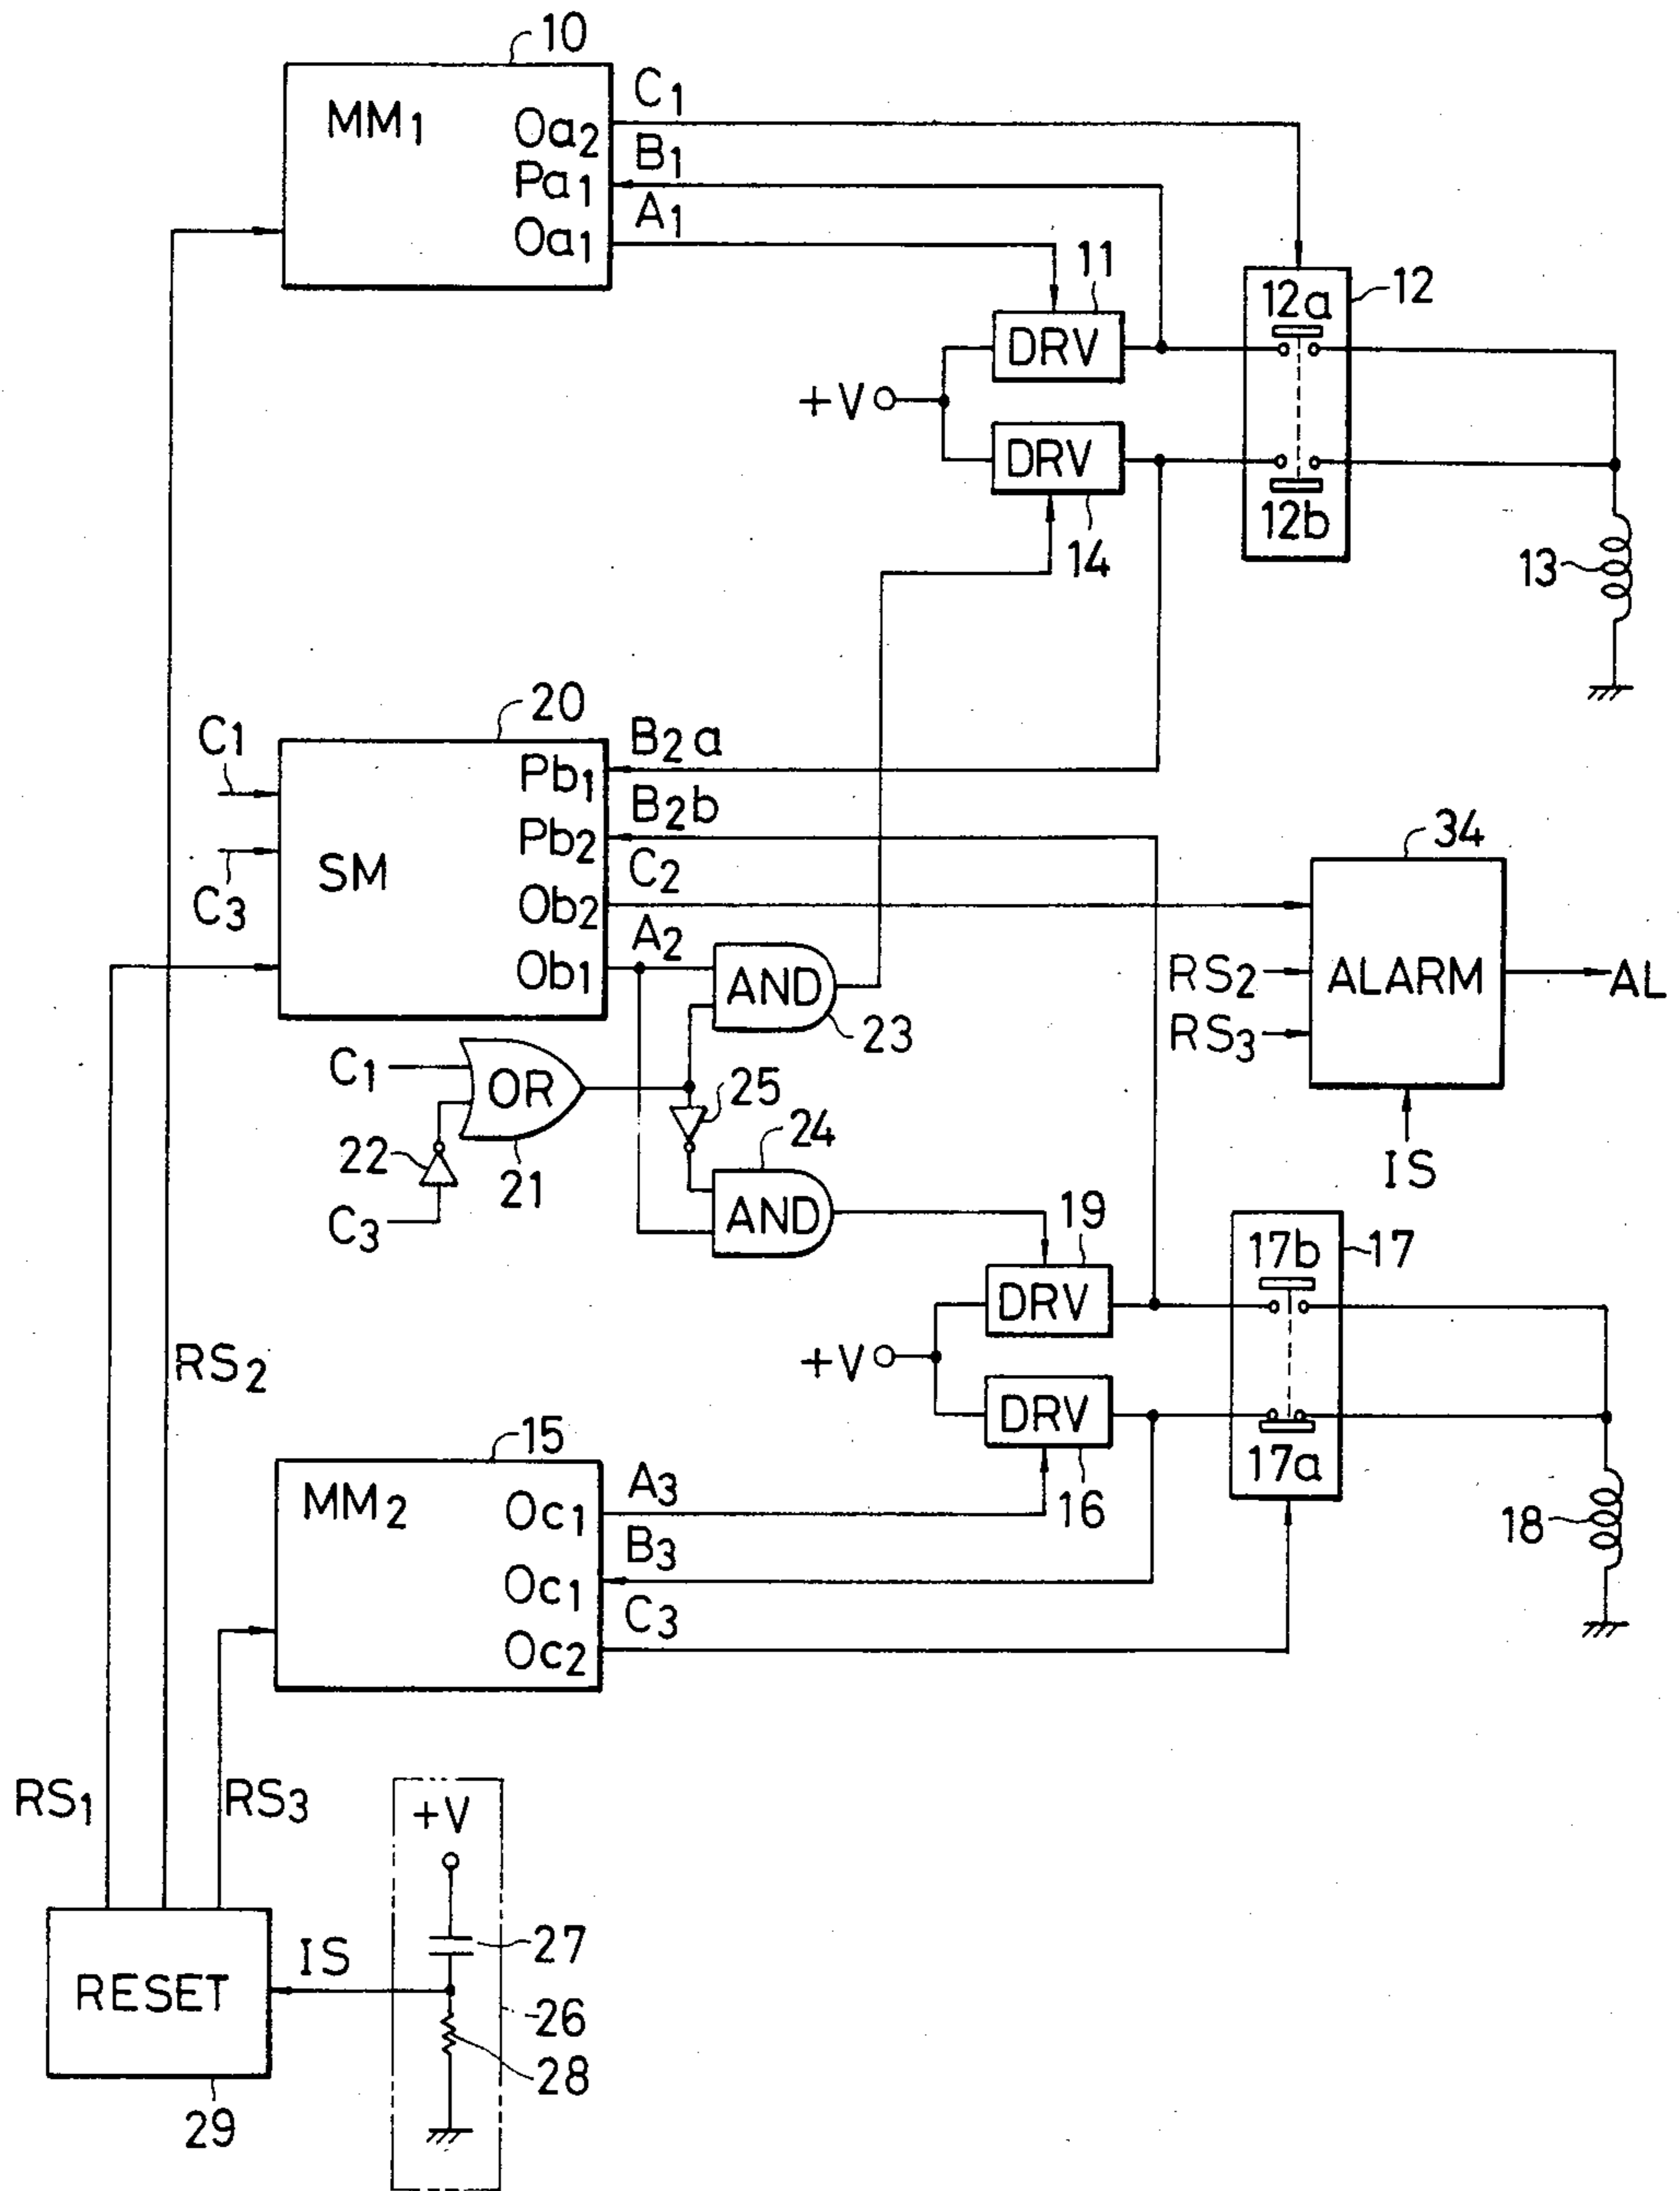 10
MM1
Oa2
C1
Pa1
B1
Oa1
A1
11
DRV
12a
12
+V
DRV
12b
14
13
20
C1
C3
SM
Pb1
B2a
Pb2
B2b
Ob2
C2
Ob1
A2
34
ALARM
RS2
RS3
AL
IS
AND
23
C1
OR
25
22
21
C3
24
AND
19
17b
17
DRV
+V
DRV
17a
16
18
RS2
15
MM2
Oc1
A3
Oc1
B3
Oc2
C3
RS1
RS3
+V
27
IS
RESET
26
28
29